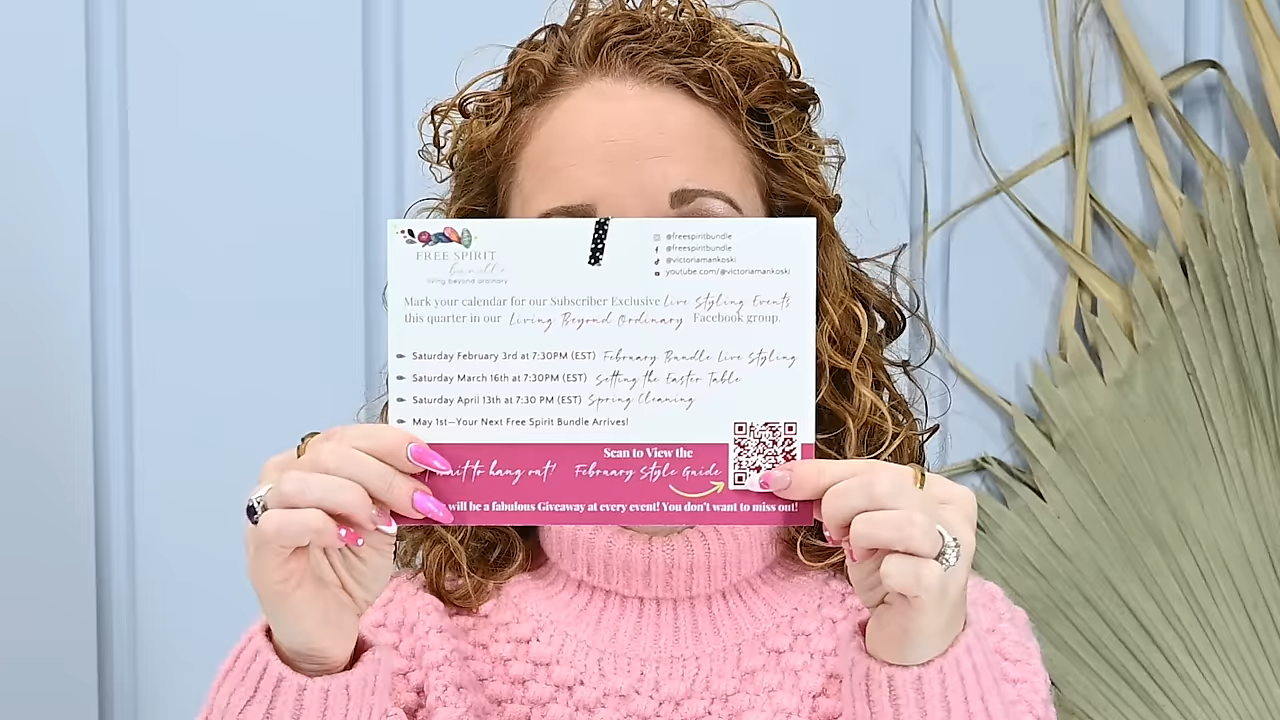 FREE SPIRIT
bundle
living beyond ordinary
@freespiritbundle
@freespiritbundle
@victoriamankoski
youtube.com/@victoriamankoski
Mark your calendar for our Subscriber Exclusive Live Styling Events
this quarter in our Living Beyond Ordinary Facebook group.
Saturday February 3rd at 7:30PM (EST) February Bundle Live Styling
Saturday March 16th at 7:30PM (EST) Setting the Easter Table
Saturday April 13th at 7:30 PM (EST) Spring Cleaning
May 1st—Your Next Free Spirit Bundle Arrives!
Scan to View the
February Style Guide
to hang out!
will be a fabulous Giveaway at every event! You don't want to miss out!